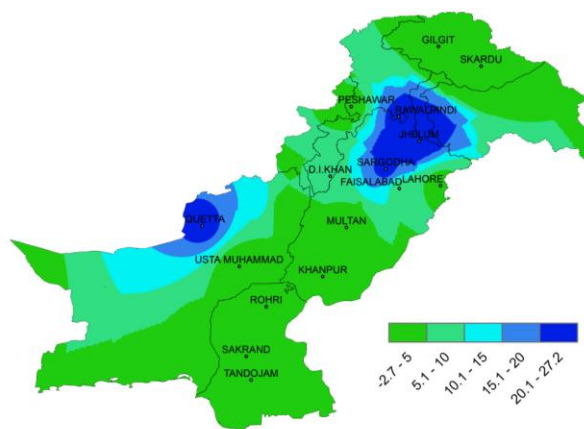 GILGIT
SKARDU
PESHAWAR
RAWALPINDI
JHBLUM
SARGODHA
D.I.KHAN
FAISALABAD
LAHORE
QUETTA
MULTAN
USTA MUHAMMAD
KHANPUR
ROHRI
SAKRAND
TANDOJAM
-2.7 - 5
5.1 - 10
10.1 - 15
15.1 - 20
20.1 - 27.2